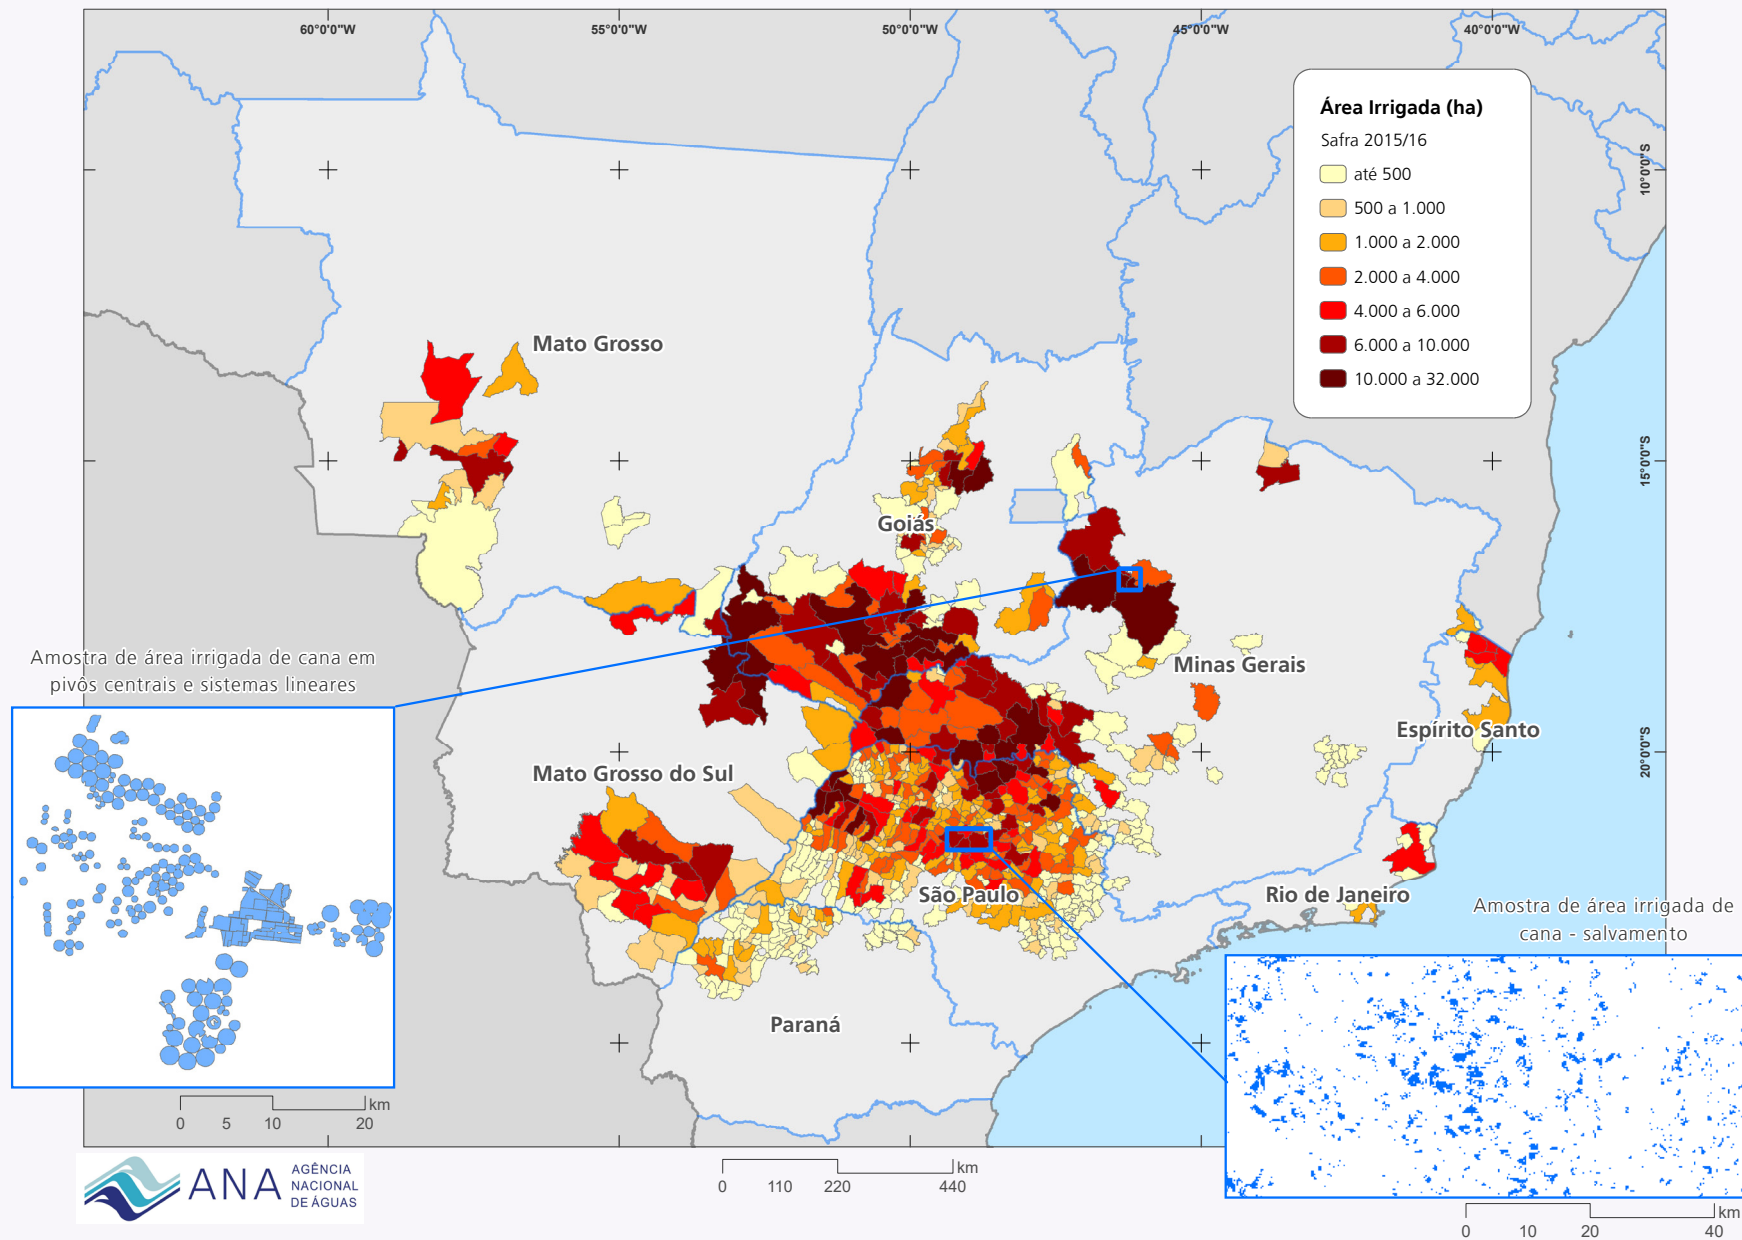 60°0'0"W
55°0'0"W
50°0'0"W
45°0'0"W
40°0'0"W
Área Irrigada (ha)
Safra 2015/16
até 500
500 a 1.000
1.000 a 2.000
2.000 a 4.000
4.000 a 6.000
6.000 a 10.000
10.000 a 32.000
10°0'0"S
15°0'0"S
20°0'0"S
Mato Grosso
Goiás
Minas Gerais
Espírito Santo
Mato Grosso do Sul
São Paulo
Rio de Janeiro
Paraná
Amostra de área irrigada de cana em
pivôs centrais e sistemas lineares
km
0 5 10 20
Amostra de área irrigada de
cana - salvamento
km
0 110 220 440
km
0 10 20 40
ANA
AGÊNCIA
NACIONAL
DE ÁGUAS